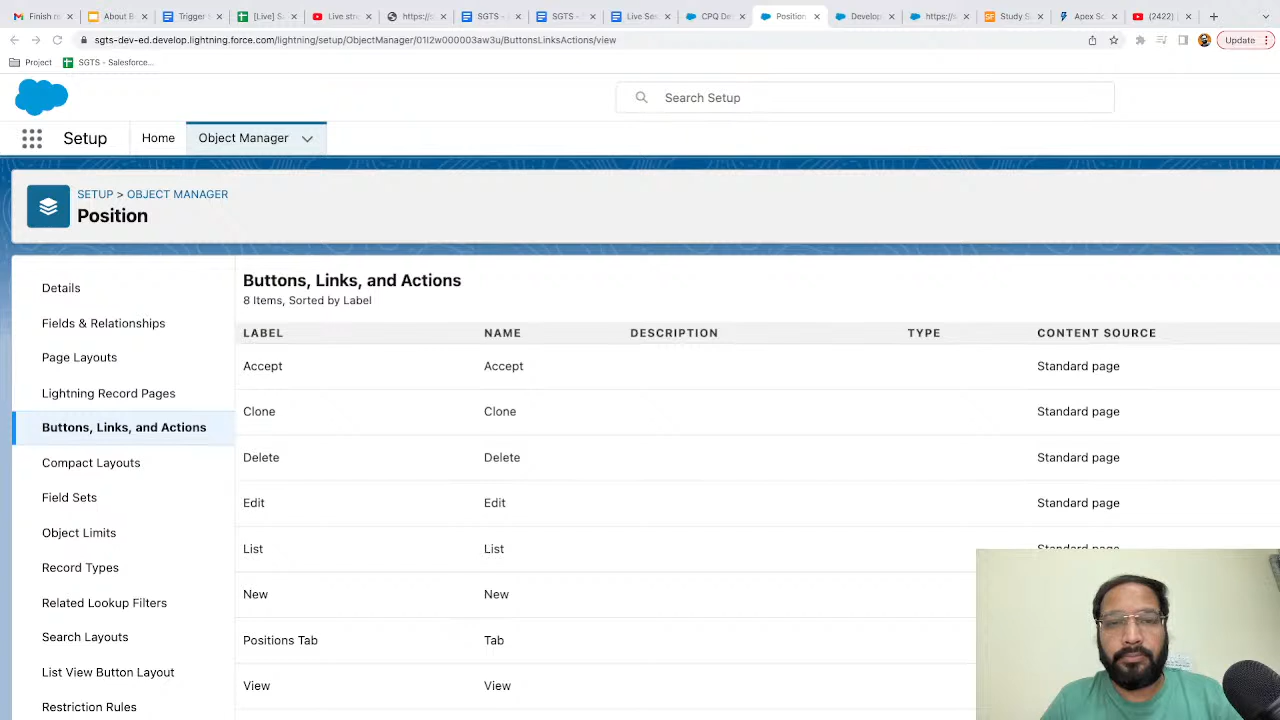 Finish s
About B
Trigger
[Live] S
Live stre
https://s
SGTS -
SGTS -
Live Ses
CPQ De
Position
Develop
https://s
Study S
Apex Sc
(2422)
sgts-dev-ed.develop.lightning.force.com/lightning/setup/ObjectManager/01I2w000003aw3u/ButtonsLinksActions/view
Update
Project
SGTS - Salesforce...
Search Setup
Setup
Home
Object Manager
SETUP > OBJECT MANAGER
Position
Details
Fields & Relationships
Page Layouts
Lightning Record Pages
Buttons, Links, and Actions
Compact Layouts
Field Sets
Object Limits
Record Types
Related Lookup Filters
Search Layouts
List View Button Layout
Restriction Rules
Buttons, Links, and Actions
8 Items, Sorted by Label
LABEL NAME DESCRIPTION TYPE CONTENT SOURCE
Accept Accept Standard page
Clone Clone Standard page
Delete Delete Standard page
Edit Edit Standard page
List List Standard page
New New
Positions Tab Tab
View View